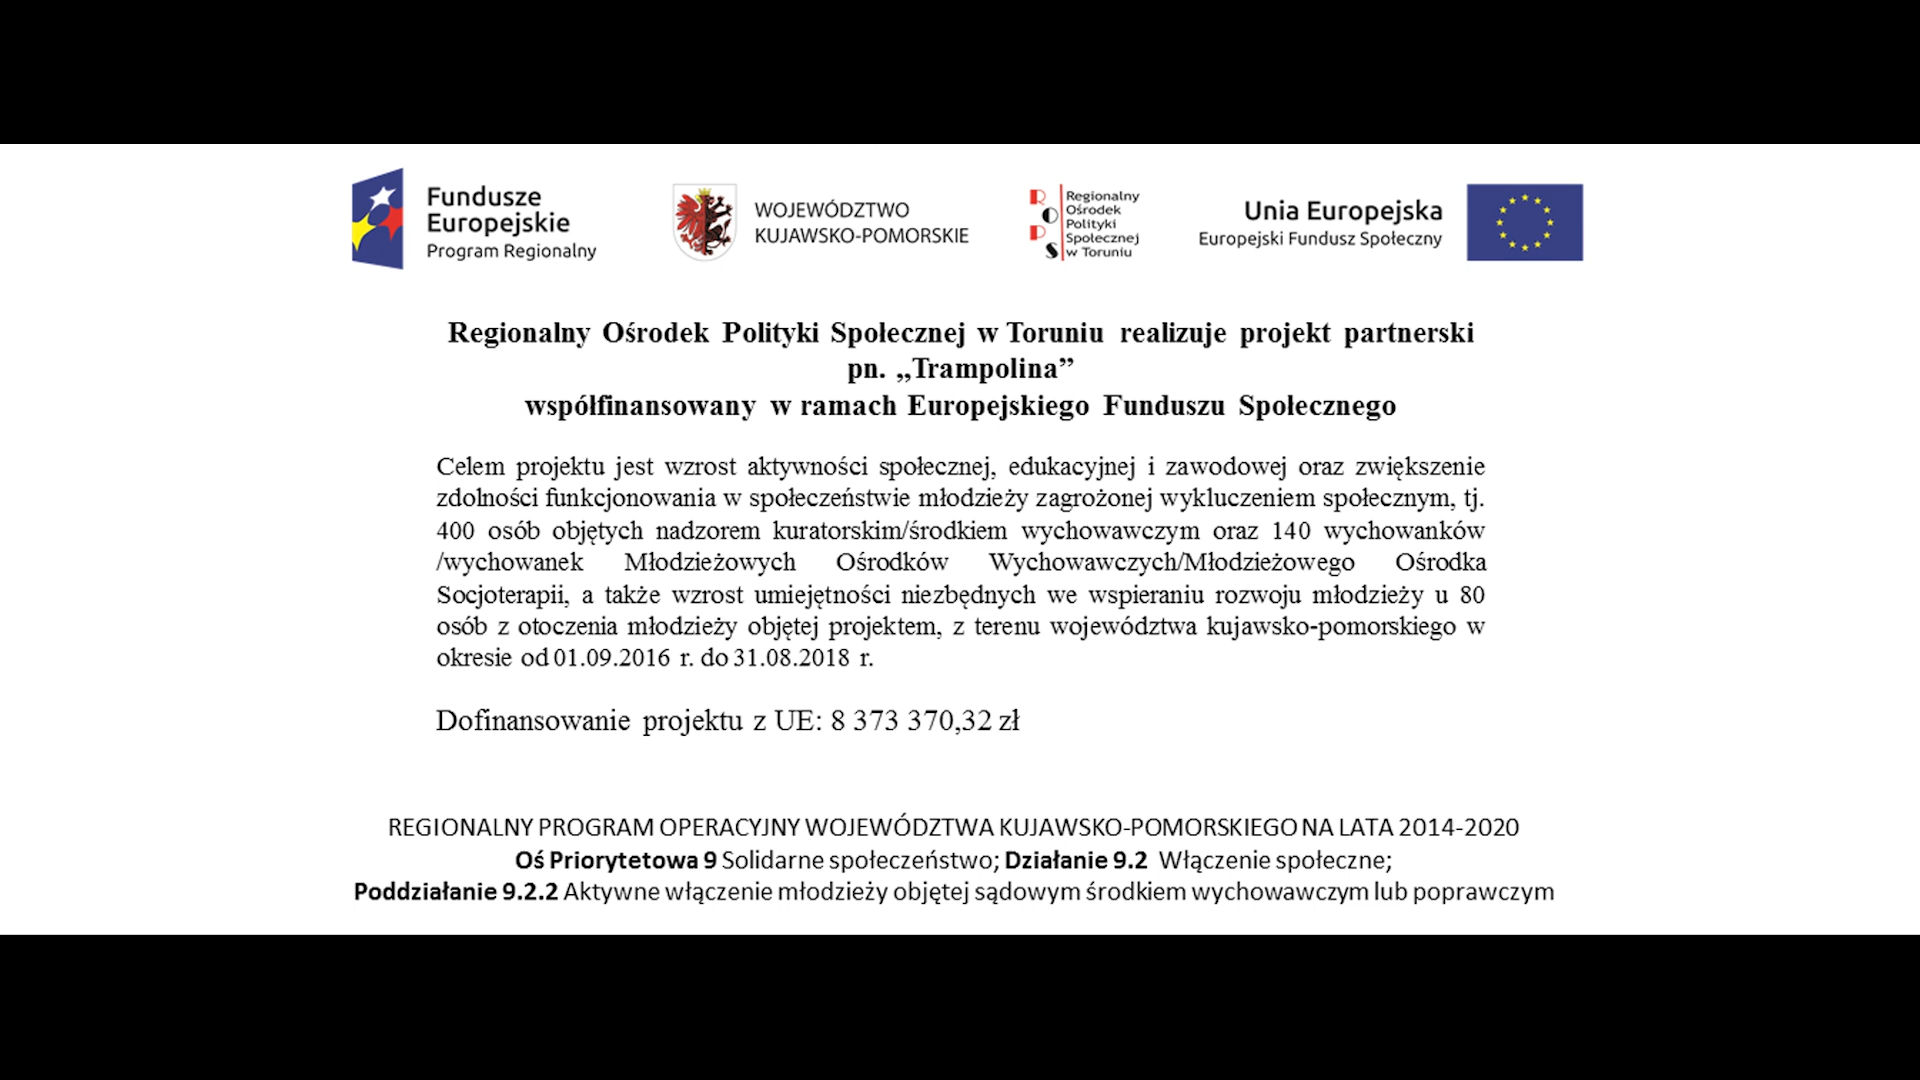 Fundusze
Europejskie
Program Regionalny
WOJEWÓDZTWO
KUJAWSKO-POMORSKIE
R
O
P
S
Regionalny
Ośrodek
Polityki
Społecznej
w Toruniu
Unia Europejska
Europejski Fundusz Społeczny
Regionalny Ośrodek Polityki Społecznej w Toruniu realizuje projekt partnerski
pn. „Trampolina”
współfinansowany w ramach Europejskiego Funduszu Społecznego
Celem projektu jest wzrost aktywności społecznej, edukacyjnej i zawodowej oraz zwiększenie
zdolności funkcjonowania w społeczeństwie młodzieży zagrożonej wykluczeniem społecznym, tj.
400 osób objętych nadzorem kuratorskim/środkiem wychowawczym oraz 140 wychowanków
/wychowanek Młodzieżowych Ośrodków Wychowawczych/Młodzieżowego Ośrodka
Socjoterapii, a także wzrost umiejętności niezbędnych we wspieraniu rozwoju młodzieży u 80
osób z otoczenia młodzieży objętej projektem, z terenu województwa kujawsko-pomorskiego w
okresie od 01.09.2016 r. do 31.08.2018 r.
Dofinansowanie projektu z UE: 8 373 370,32 zł
REGIONALNY PROGRAM OPERACYJNY WOJEWÓDZTWA KUJAWSKO-POMORSKIEGO NA LATA 2014-2020
Oś Priorytetowa 9 Solidarne społeczeństwo; Działanie 9.2 Włączenie społeczne;
Poddziałanie 9.2.2 Aktywne włączenie młodzieży objętej sądowym środkiem wychowawczym lub poprawczym